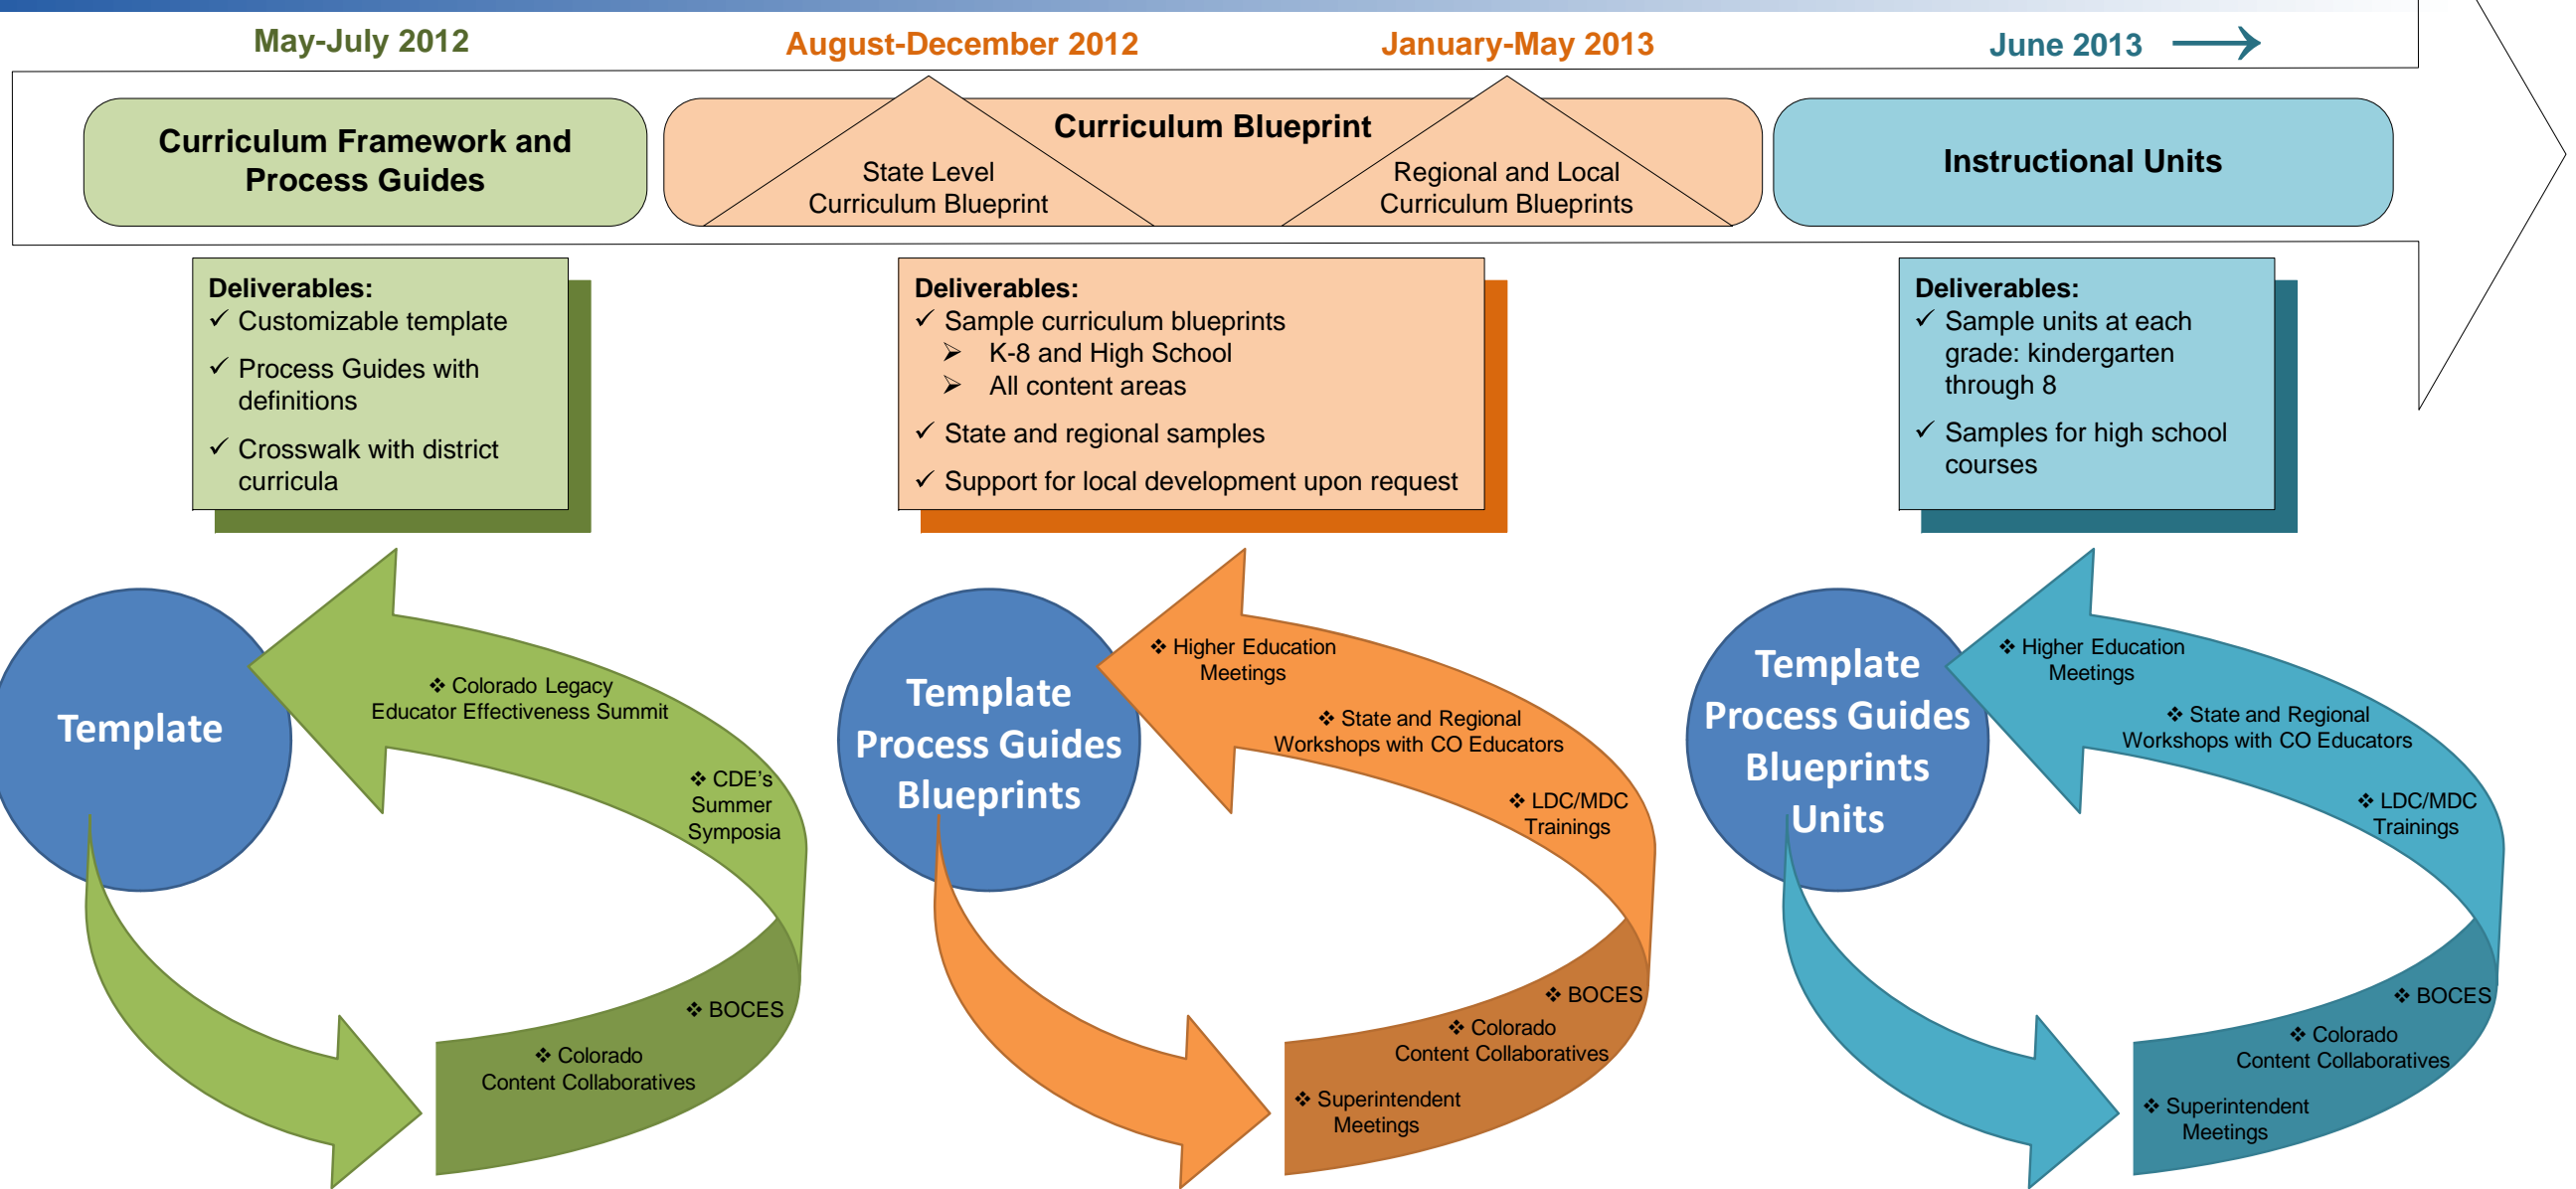 May-July 2012
August-December 2012
January-May 2013
June 2013
Curriculum Framework and
Process Guides
Curriculum Blueprint
State Level
Curriculum Blueprint
Regional and Local
Curriculum Blueprints
Instructional Units
Deliverables:
✓ Customizable template
✓ Process Guides with
definitions
✓ Crosswalk with district
curricula
Deliverables:
✓ Sample curriculum blueprints
➢ K-8 and High School
➢ All content areas
✓ State and regional samples
✓ Support for local development upon request
Deliverables:
✓ Sample units at each
grade: kindergarten
through 8
✓ Samples for high school
courses
Template
❖ Colorado Legacy
Educator Effectiveness Summit
❖ CDE's
Summer
Symposia
❖ BOCES
❖ Colorado
Content Collaboratives
Template
Process Guides
Blueprints
❖ Higher Education
Meetings
❖ State and Regional
Workshops with CO Educators
❖ LDC/MDC
Trainings
❖ BOCES
❖ Colorado
Content Collaboratives
❖ Superintendent
Meetings
Template
Process Guides
Blueprints
Units
❖ Higher Education
Meetings
❖ State and Regional
Workshops with CO Educators
❖ LDC/MDC
Trainings
❖ BOCES
❖ Colorado
Content Collaboratives
❖ Superintendent
Meetings